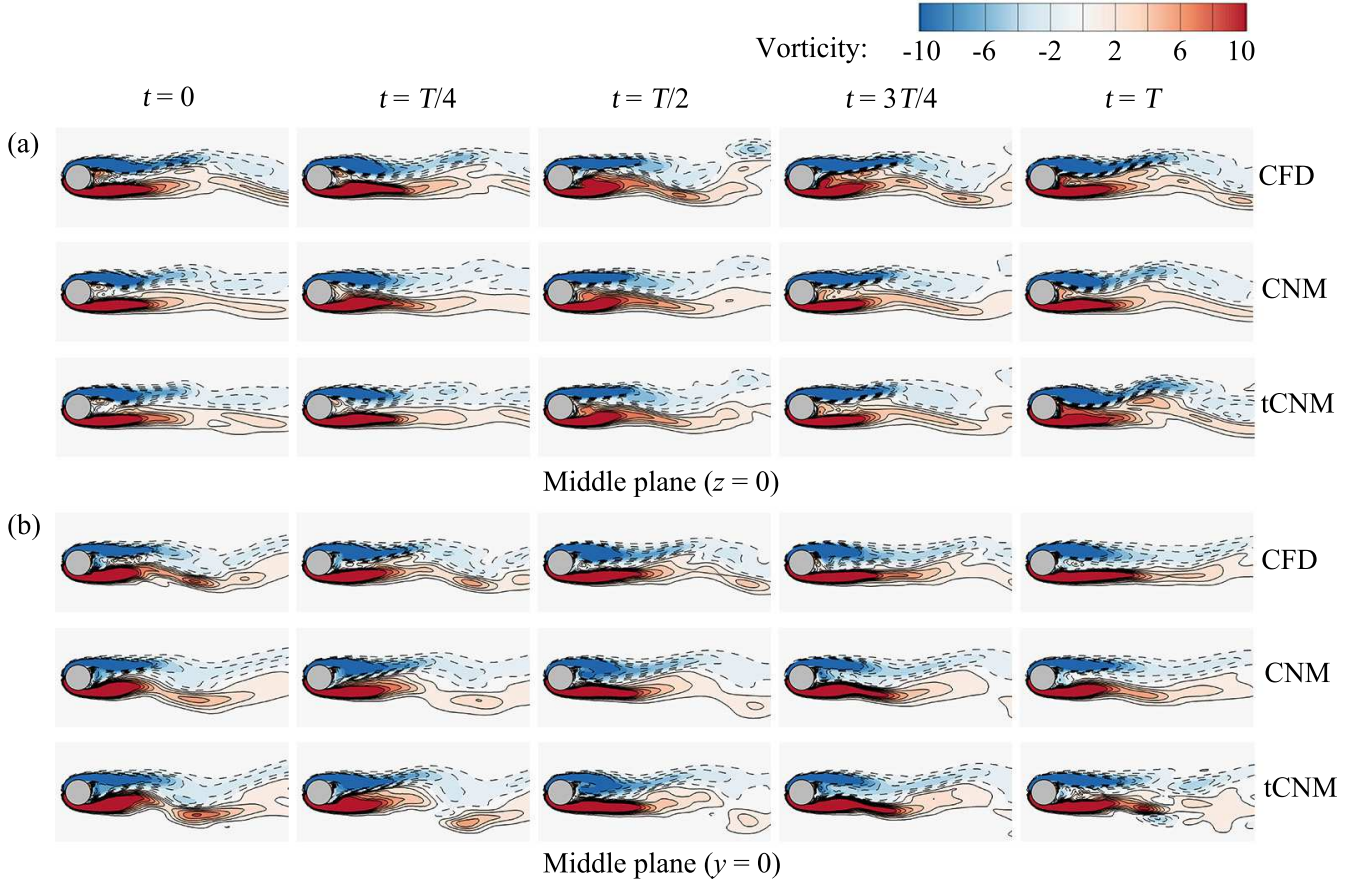 Vorticity: -10 -6 -2 2 6 10
t = 0 t = T/4 t = T/2 t = 3T/4 t = T
(a)
CFD
CNM
tCNM
Middle plane (z = 0)
(b)
CFD
CNM
tCNM
Middle plane (y = 0)